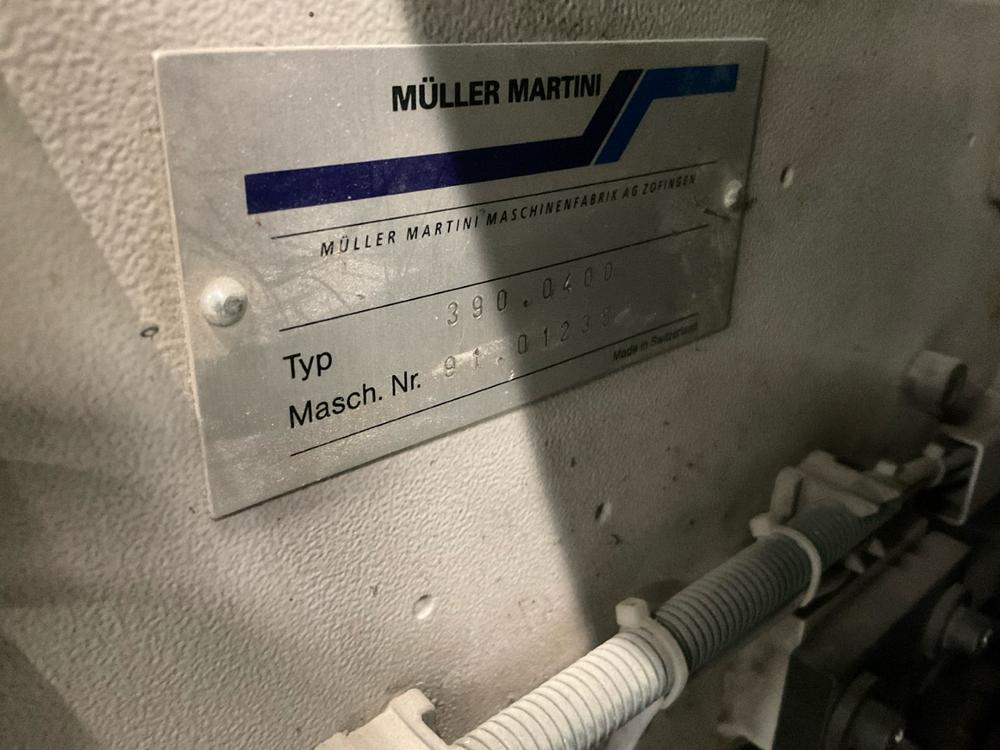 MÜLLER MARTINI
MÜLLER MARTINI MASCHINENFABRIK AG ZOFINGEN
Typ 390.0400
Masch. Nr.
Made in Switzerland